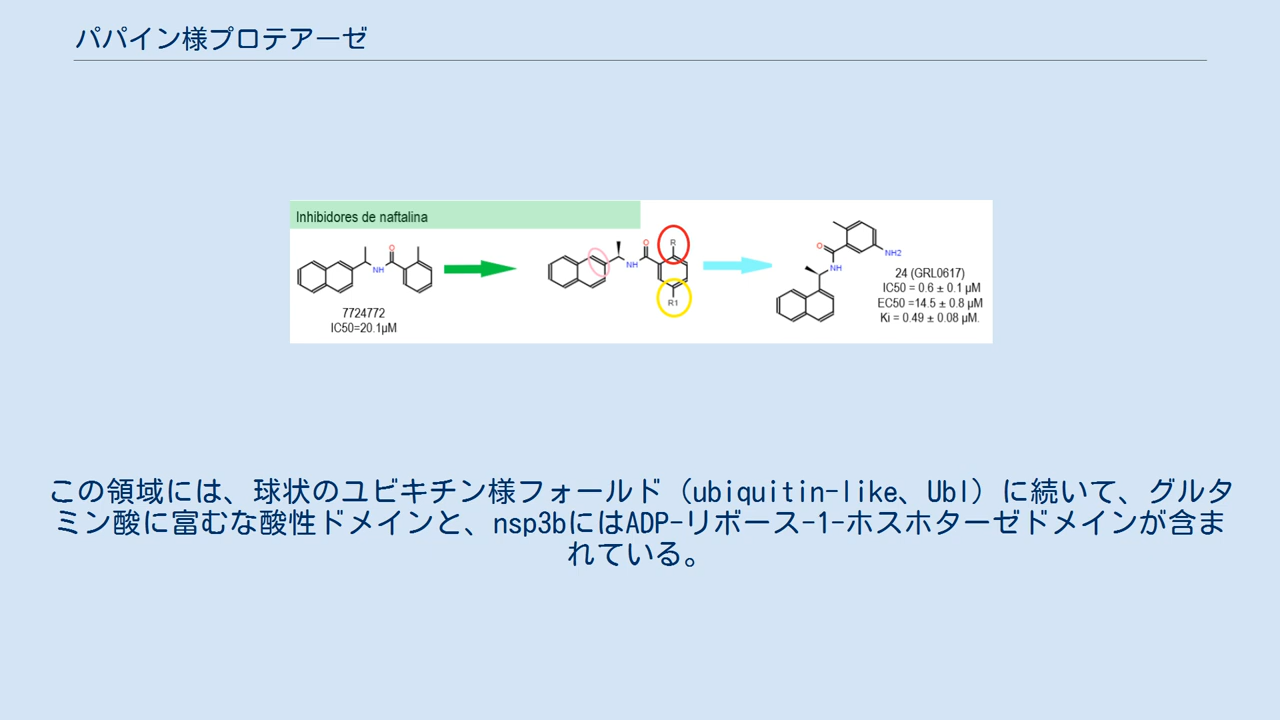 パパイン様プロテアーゼ
Inhibidores de naftalina
O
NH
7724772
IC50=20.1µM
O
R
NH
R1
O
NH2
NH
24 (GRL0617)
IC50 = 0.6 ± 0.1 µM
EC50 =14.5 ± 0.8 µM
Ki = 0.49 ± 0.08 µM.
この領域には、球状のユビキチン様フォールド（ubiquitin-like、Ubl）に続いて、グルタ
ミン酸に富むな酸性ドメインと、nsp3bにはADP-リボース-1-ホスホターゼドメインが含ま
れている。